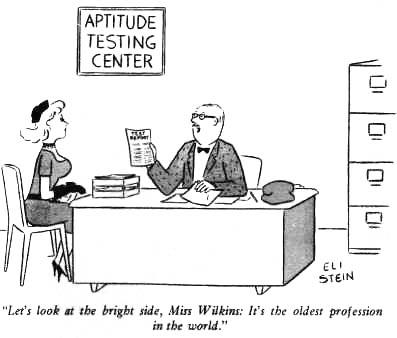 APTITUDE
TESTING
CENTER
TEST
REPORT
ELI
STEIN
"Let's look at the bright side, Miss Wilkins: It's the oldest profession
in the world."